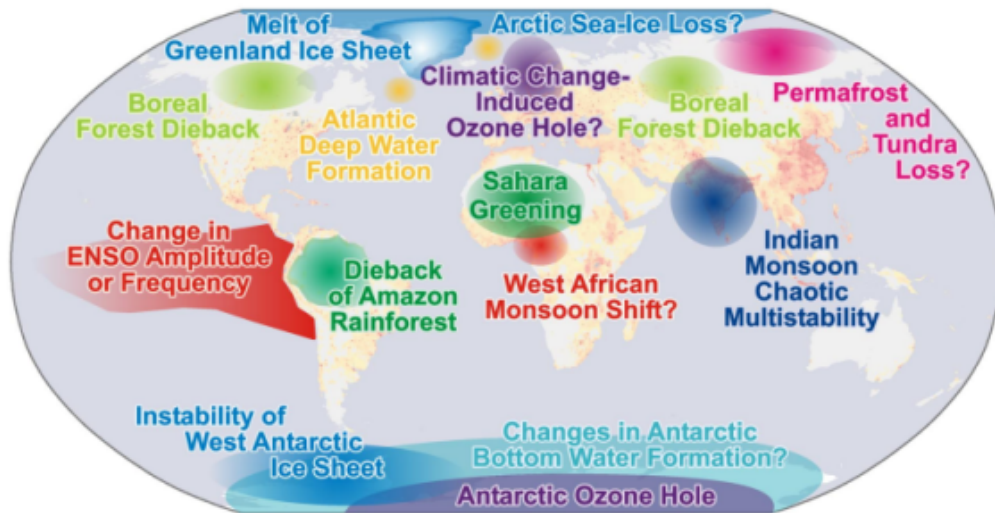 Melt of
Greenland Ice Sheet
Arctic Sea-Ice Loss?
Climatic Change-
Induced
Ozone Hole?
Boreal
Forest Dieback
Atlantic
Deep Water
Formation
Boreal
Forest Dieback
Permafrost
and
Tundra
Loss?
Sahara
Greening
Change in
ENSO Amplitude
or Frequency
Dieback
of Amazon
Rainforest
West African
Monsoon Shift?
Indian
Monsoon
Chaotic
Multistability
Instability of
West Antarctic
Ice Sheet
Changes in Antarctic
Bottom Water Formation?
Antarctic Ozone Hole